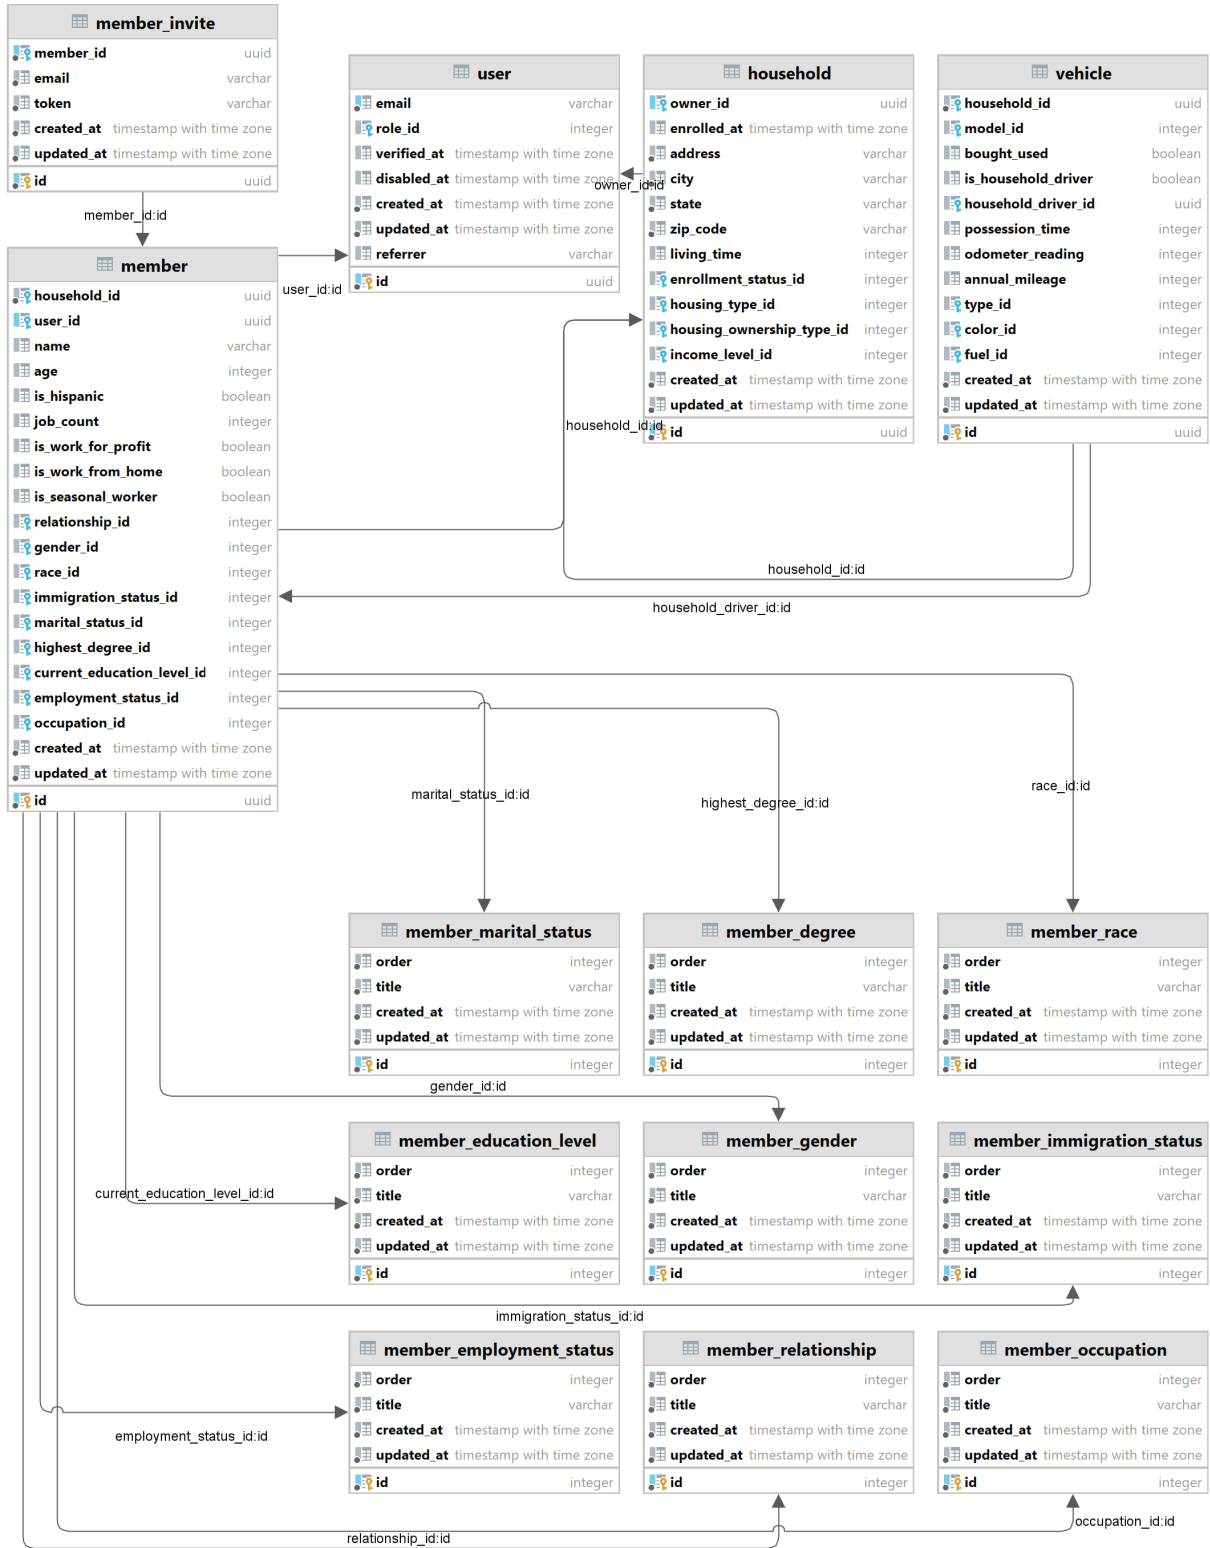 member_invite
member_id uuid
email varchar
token varchar
created_at timestamp with time zone
updated_at timestamp with time zone
id uuid
user
email varchar
role_id integer
verified_at timestamp with time zone
disabled_at timestamp with time zone
created_at timestamp with time zone
updated_at timestamp with time zone
referrer varchar
id uuid
household
owner_id uuid
enrolled_at timestamp with time zone
address varchar
city varchar
state varchar
zip_code varchar
living_time integer
enrollment_status_id integer
housing_type_id integer
housing_ownership_type_id integer
income_level_id integer
created_at timestamp with time zone
updated_at timestamp with time zone
id uuid
vehicle
household_id uuid
model_id integer
bought_used boolean
is_household_driver boolean
household_driver_id uuid
possession_time integer
odometer_reading integer
annual_mileage integer
type_id integer
color_id integer
fuel_id integer
created_at timestamp with time zone
updated_at timestamp with time zone
id uuid
owner_id:id
member_id:id
user_id:id
household_id:id
household_id:id
household_driver_id:id
member
household_id uuid
user_id uuid
name varchar
age integer
is_hispanic boolean
job_count integer
is_work_for_profit boolean
is_work_from_home boolean
is_seasonal_worker boolean
relationship_id integer
gender_id integer
race_id integer
immigration_status_id integer
marital_status_id integer
highest_degree_id integer
current_education_level_id integer
employment_status_id integer
occupation_id integer
created_at timestamp with time zone
updated_at timestamp with time zone
id uuid
marital_status_id:id
highest_degree_id:id
race_id:id
member_marital_status
order integer
title varchar
created_at timestamp with time zone
updated_at timestamp with time zone
id integer
member_degree
order integer
title varchar
created_at timestamp with time zone
updated_at timestamp with time zone
id integer
member_race
order integer
title varchar
created_at timestamp with time zone
updated_at timestamp with time zone
id integer
gender_id:id
member_education_level
order integer
title varchar
created_at timestamp with time zone
updated_at timestamp with time zone
id integer
member_gender
order integer
title varchar
created_at timestamp with time zone
updated_at timestamp with time zone
id integer
member_immigration_status
order integer
title varchar
created_at timestamp with time zone
updated_at timestamp with time zone
id integer
current_education_level_id:id
immigration_status_id:id
member_employment_status
order integer
title varchar
created_at timestamp with time zone
updated_at timestamp with time zone
id integer
member_relationship
order integer
title varchar
created_at timestamp with time zone
updated_at timestamp with time zone
id integer
member_occupation
order integer
title varchar
created_at timestamp with time zone
updated_at timestamp with time zone
id integer
employment_status_id:id
occupation_id:id
relationship_id:id